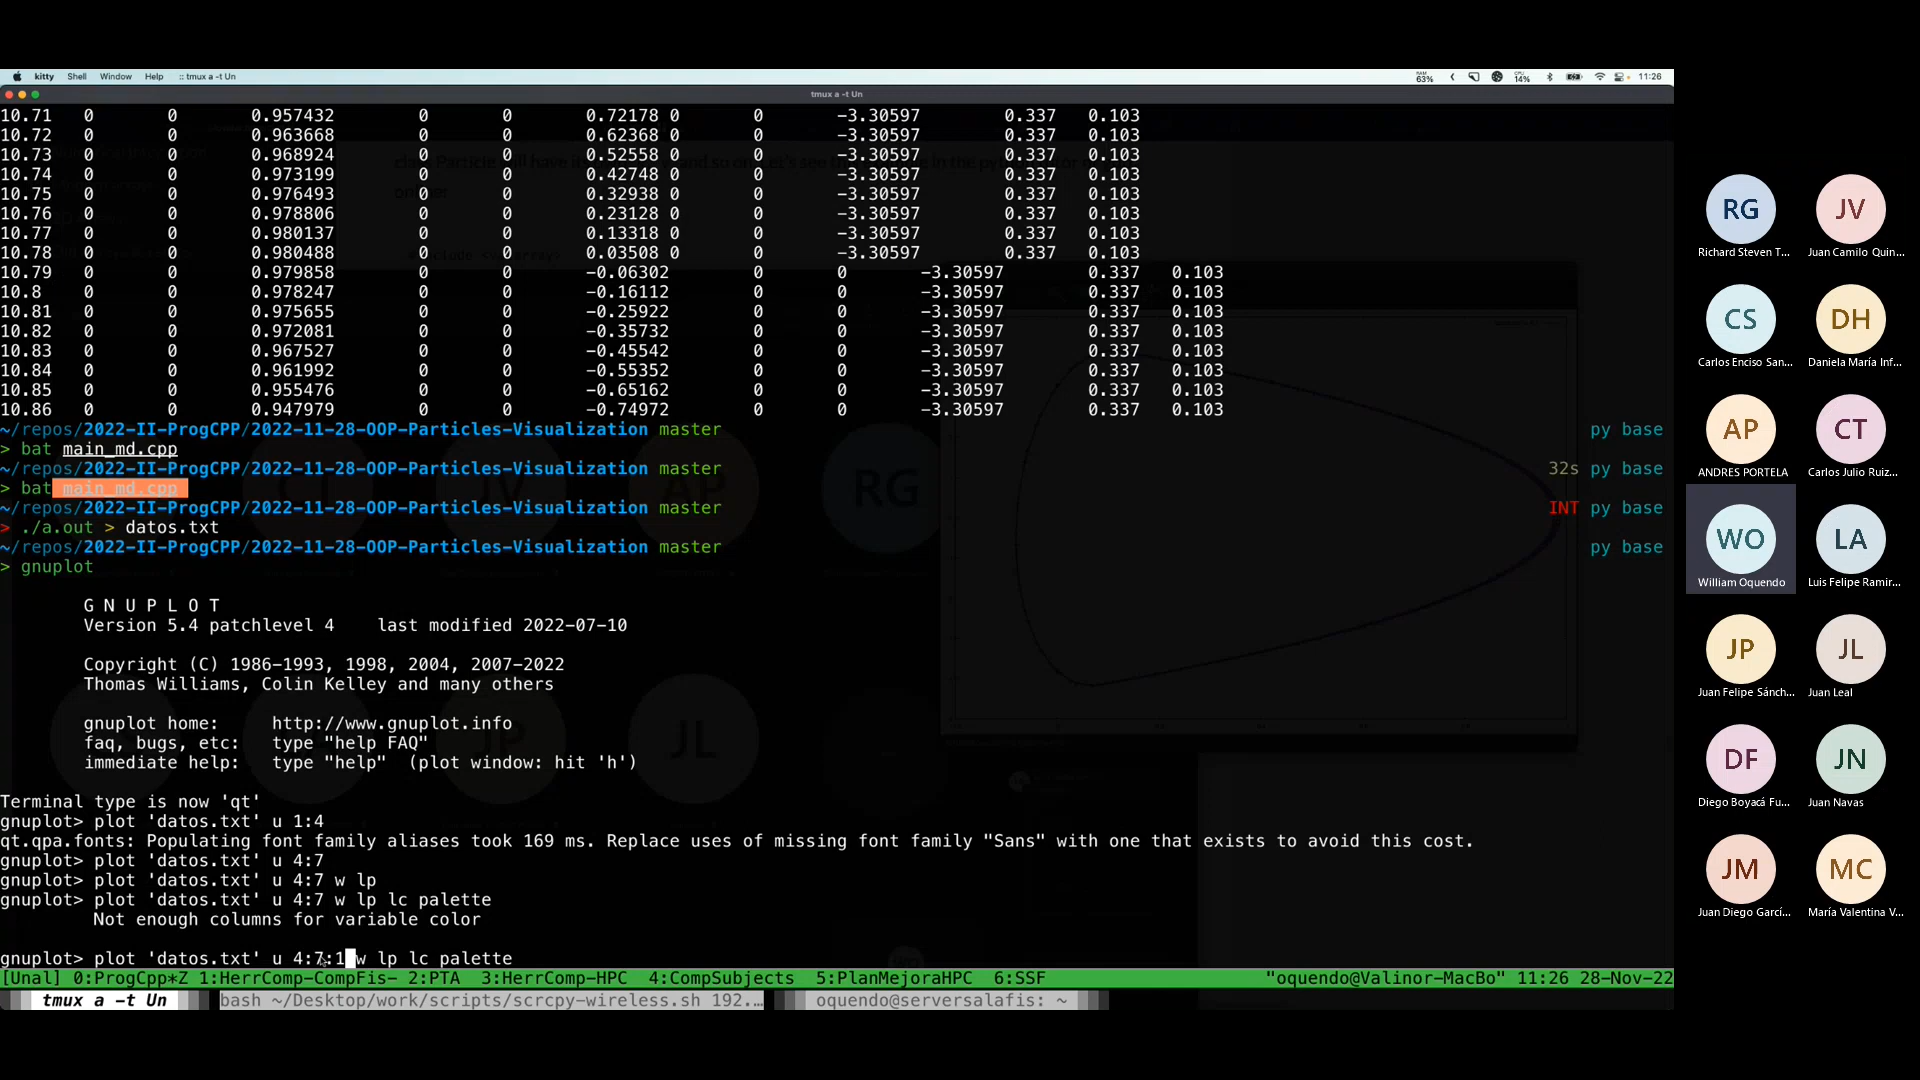 kitty Shell Window Help :: tmux a -t Un RAM 63% CPU 14% 11:26
tmux a -t Un
10.71 0 0 0.957432 0 0 0.72178 0 0 -3.30597 0.337 0.103
10.72 0 0 0.963668 0 0 0.62368 0 0 -3.30597 0.337 0.103
10.73 0 0 0.968924 0 0 0.52558 0 0 -3.30597 0.337 0.103
10.74 0 0 0.973199 0 0 0.42748 0 0 -3.30597 0.337 0.103
10.75 0 0 0.976493 0 0 0.32938 0 0 -3.30597 0.337 0.103
10.76 0 0 0.978806 0 0 0.23128 0 0 -3.30597 0.337 0.103
10.77 0 0 0.980137 0 0 0.13318 0 0 -3.30597 0.337 0.103
10.78 0 0 0.980488 0 0 0.03508 0 0 -3.30597 0.337 0.103
10.79 0 0 0.979858 0 0 -0.06302 0 0 -3.30597 0.337 0.103
10.8 0 0 0.978247 0 0 -0.16112 0 0 -3.30597 0.337 0.103
10.81 0 0 0.975655 0 0 -0.25922 0 0 -3.30597 0.337 0.103
10.82 0 0 0.972081 0 0 -0.35732 0 0 -3.30597 0.337 0.103
10.83 0 0 0.967527 0 0 -0.45542 0 0 -3.30597 0.337 0.103
10.84 0 0 0.961992 0 0 -0.55352 0 0 -3.30597 0.337 0.103
10.85 0 0 0.955476 0 0 -0.65162 0 0 -3.30597 0.337 0.103
10.86 0 0 0.947979 0 0 -0.74972 0 0 -3.30597 0.337 0.103
~/repos/2022-II-ProgCPP/2022-11-28-OOP-Particles-Visualization master py base
> bat main_md.cpp
~/repos/2022-II-ProgCPP/2022-11-28-OOP-Particles-Visualization master 32s py base
> bat main_md.cpp
~/repos/2022-II-ProgCPP/2022-11-28-OOP-Particles-Visualization master INT py base
> ./a.out > datos.txt
~/repos/2022-II-ProgCPP/2022-11-28-OOP-Particles-Visualization master py base
> gnuplot
G N U P L O T
Version 5.4 patchlevel 4 last modified 2022-07-10
Copyright (C) 1986-1993, 1998, 2004, 2007-2022
Thomas Williams, Colin Kelley and many others
gnuplot home: http://www.gnuplot.info
faq, bugs, etc: type "help FAQ"
immediate help: type "help" (plot window: hit 'h')
Terminal type is now 'qt'
gnuplot> plot 'datos.txt' u 1:4
qt.qpa.fonts: Populating font family aliases took 169 ms. Replace uses of missing font family "Sans" with one that exists to avoid this cost.
gnuplot> plot 'datos.txt' u 4:7
gnuplot> plot 'datos.txt' u 4:7 w lp
gnuplot> plot 'datos.txt' u 4:7 w lp lc palette
Not enough columns for variable color
gnuplot> plot 'datos.txt' u 4:7:1 w lp lc palette
[Unal] 0:ProgCpp*Z 1:HerrComp-CompFis- 2:PTA 3:HerrComp-HPC 4:CompSubjects 5:PlanMejoraHPC 6:SSF "oquendo@Valinor-MacBo" 11:26 28-Nov-22
tmux a -t Un bash ~/Desktop/work/scripts/scrcpy-wireless.sh 192.… oquendo@serversalafis: ~
RG JV
Richard Steven T... Juan Camilo Quin...
CS DH
Carlos Enciso San... Daniela María Inf...
AP CT
ANDRES PORTELA Carlos Julio Ruiz...
WO LA
William Oquendo Luis Felipe Ramir...
JP JL
Juan Felipe Sánch... Juan Leal
DF JN
Diego Boyacá Fu... Juan Navas
JM MC
Juan Diego Garcí... María Valentina V...